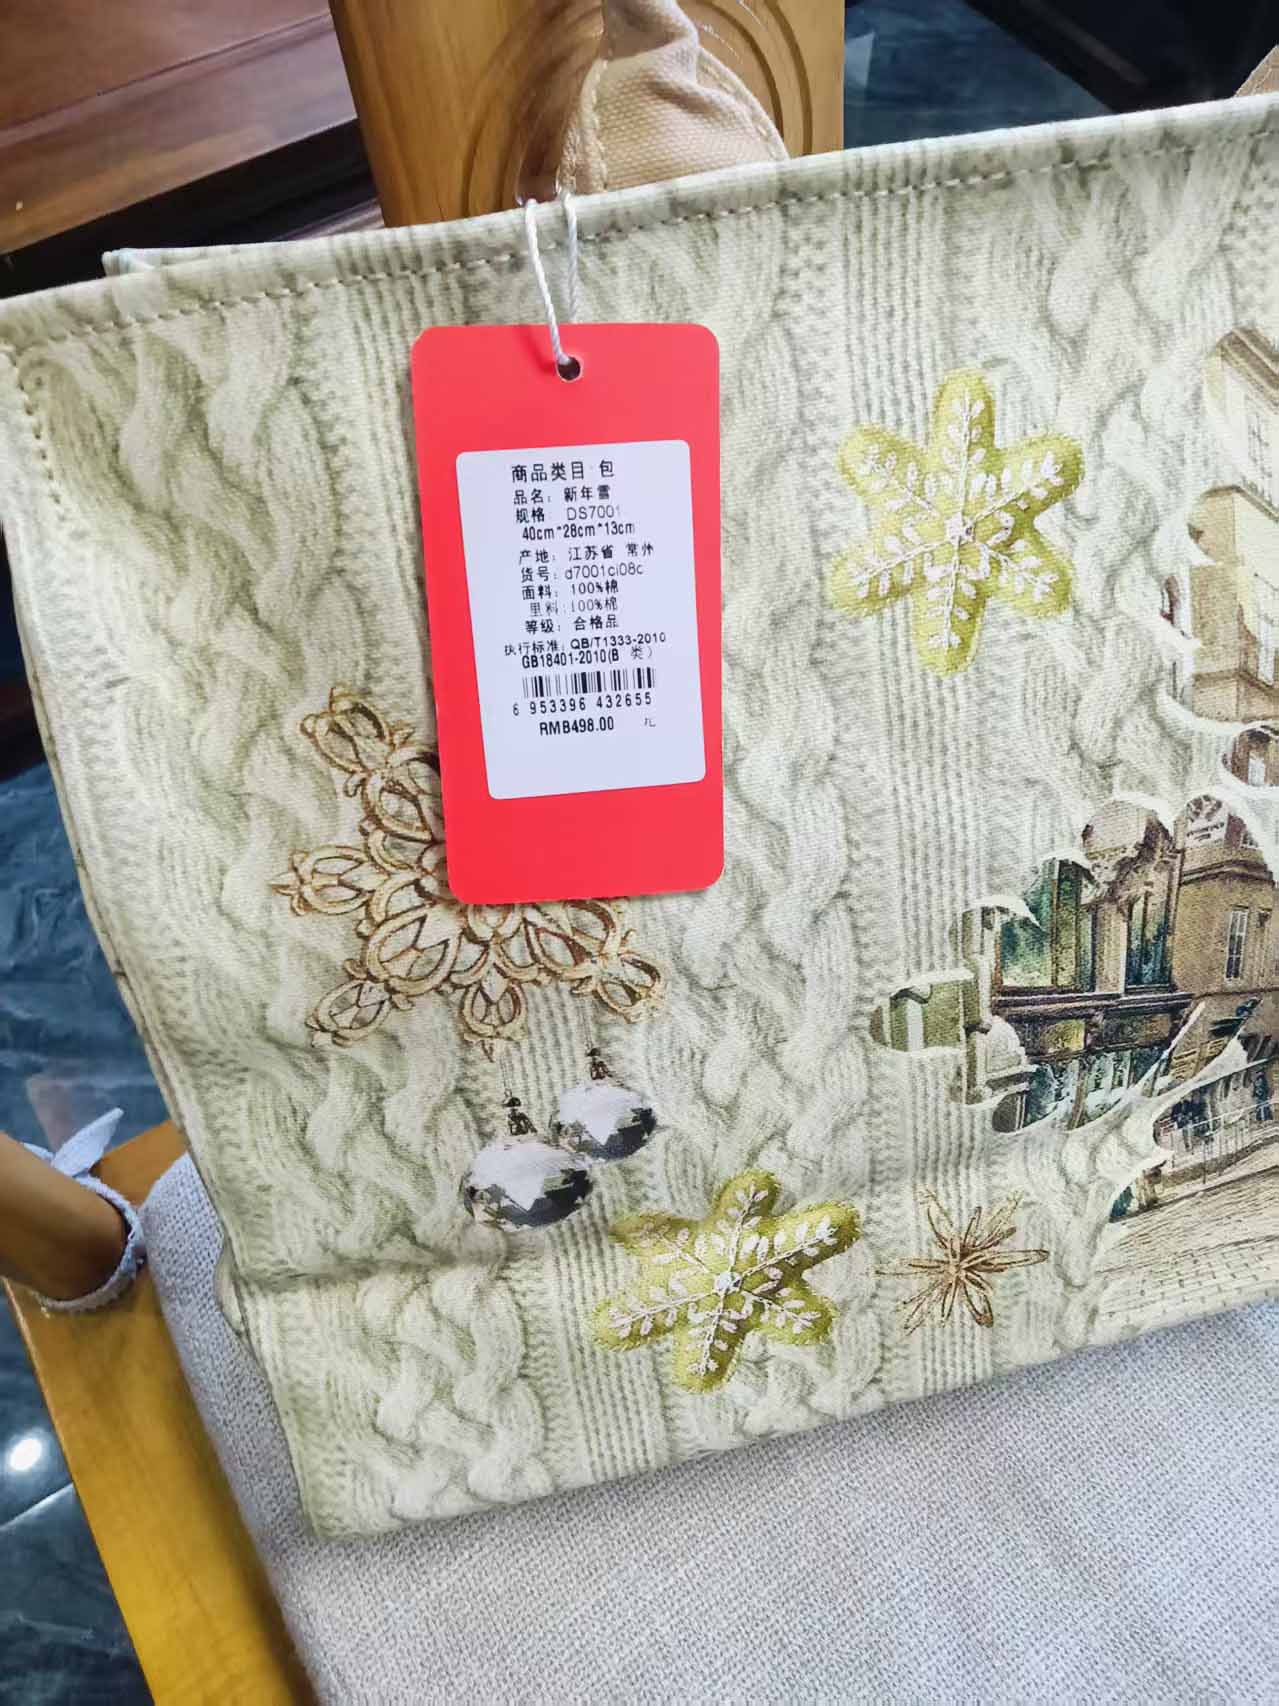 商品类目 包
品名：新年雪
规格 DS7001
40cm*28cm*13cm
产地：江苏省 常州
货号：d7001ci08c
面料：100%棉
里料：100%棉
等级：合格品
执行标准：QB/T1333-2010
GB18401-2010(B 类)
6 953396 432655
RMB498.00 元